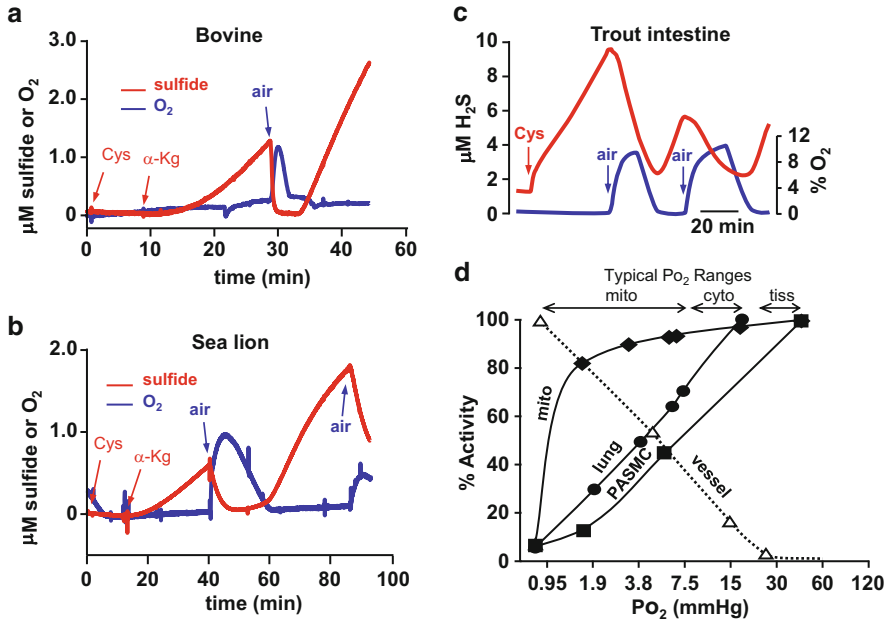 a
Bovine
3.0
2.0
1.0
0
μM sulfide or O₂
sulfide
O₂
air
Cys
α-Kg
0 10 20 30 40 50 60
time (min)
b
Sea lion
2.0
1.0
0
μM sulfide or O₂
sulfide
O₂
air
air
Cys
α-Kg
0 20 40 60 80 100
time (min)
c
Trout intestine
10
8
6
4
2
0
μM H₂S
Cys
air
air
12
8
4
0
% O₂
20 min
d
Typical Po₂ Ranges
mito cyto tiss
100
80
60
40
20
0
% Activity
mito
lung
PASMC
vessel
0.95 1.9 3.8 7.5 15 30 60 120
Po₂ (mmHg)